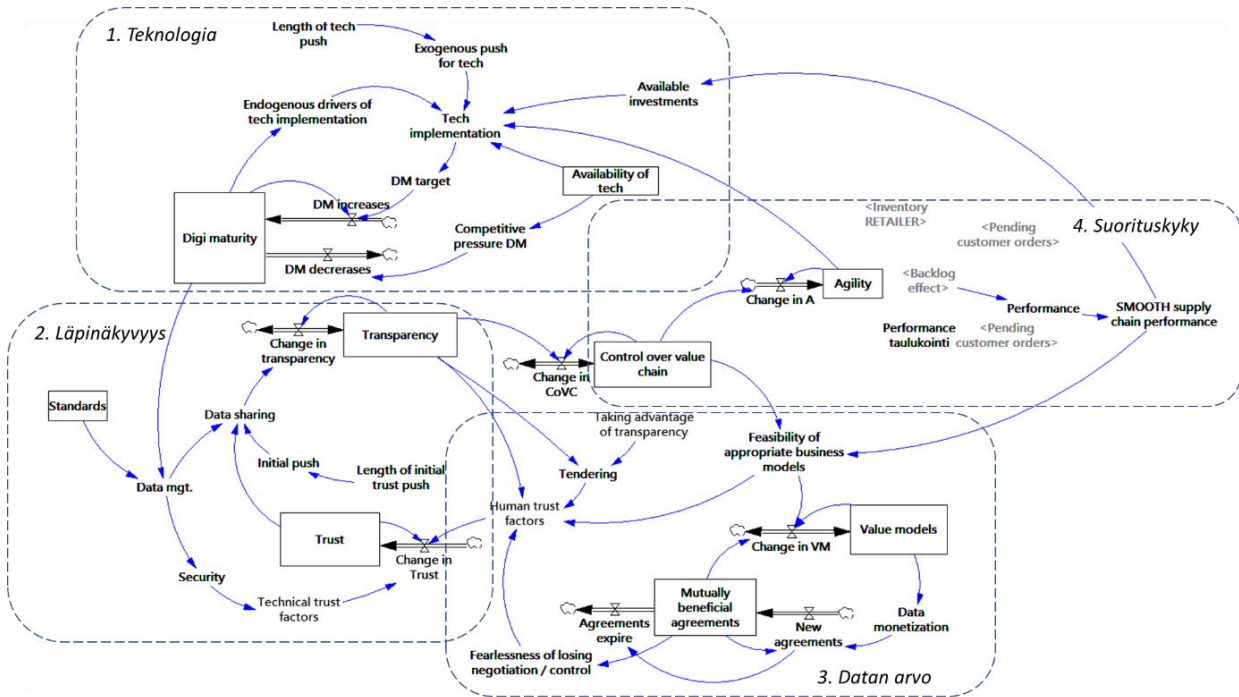 1. Teknologia
Length of tech
push
Exogenous push
for tech
Available
investments
Endogenous drivers of
tech implementation
Tech
implementation
DM target
Availability of
tech
DM increases
Digi maturity
Competitive
pressure DM
DM decrerases
<Inventory
RETAILER>
<Pending
customer orders>
4. Suorituskyky
Agility
Change in A
<Backlog
effect>
Performance
SMOOTH supply
chain performance
Performance
taulukointi
<Pending
customer orders>
2. Läpinäkyvyys
Transparency
Change in
transparency
Control over value
chain
Change in
CoVC
Standards
Data sharing
Taking advantage
of transparency
Feasibility of
appropriate business
models
Initial push
Length of initial
trust push
Tendering
Data mgt.
Human trust
factors
Trust
Change in
Trust
Value models
Change in VM
Security
Technical trust
factors
Mutually
beneficial
agreements
Agreements
expire
New
agreements
Data
monetization
Fearlessness of losing
negotiation / control
3. Datan arvo